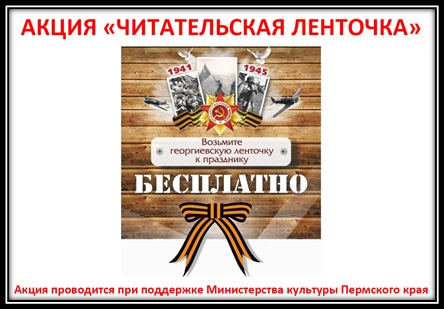 АКЦИЯ «ЧИТАТЕЛЬСКАЯ ЛЕНТОЧКА»
1941 1945
Возьмите
георгиевскую ленточку
к празднику
БЕСПЛАТНО
Акция проводится при поддержке Министерства культуры Пермского края